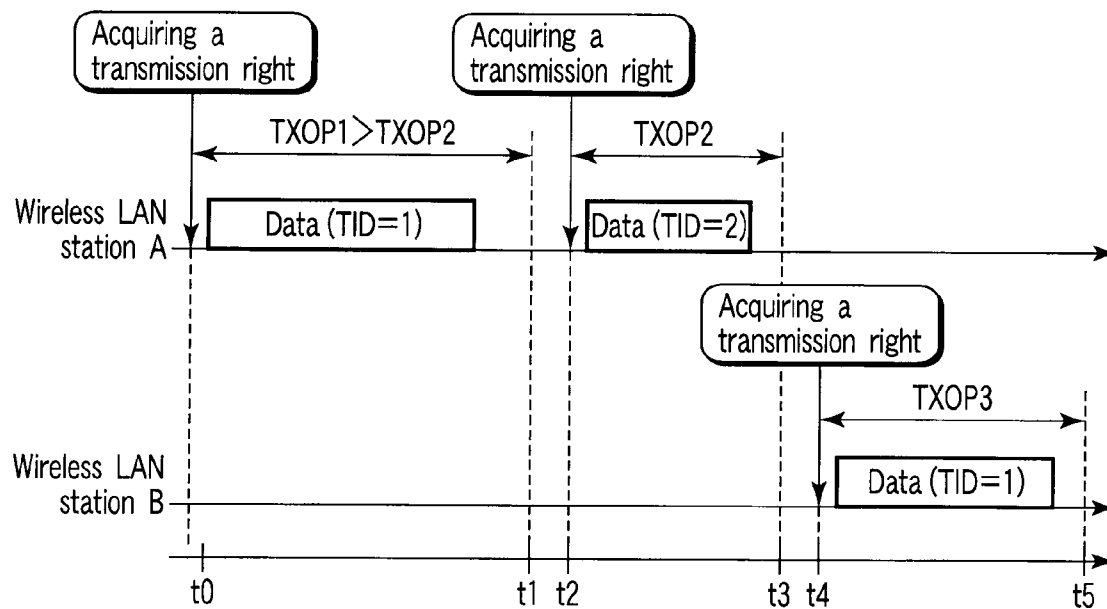 Acquiring a
transmission right
Acquiring a
transmission right
TXOP1>TXOP2
TXOP2
Wireless LAN
station A
Data (TID=1)
Data (TID=2)
Acquiring a
transmission right
TXOP3
Wireless LAN
station B
Data (TID=1)
t0
t1
t2
t3
t4
t5